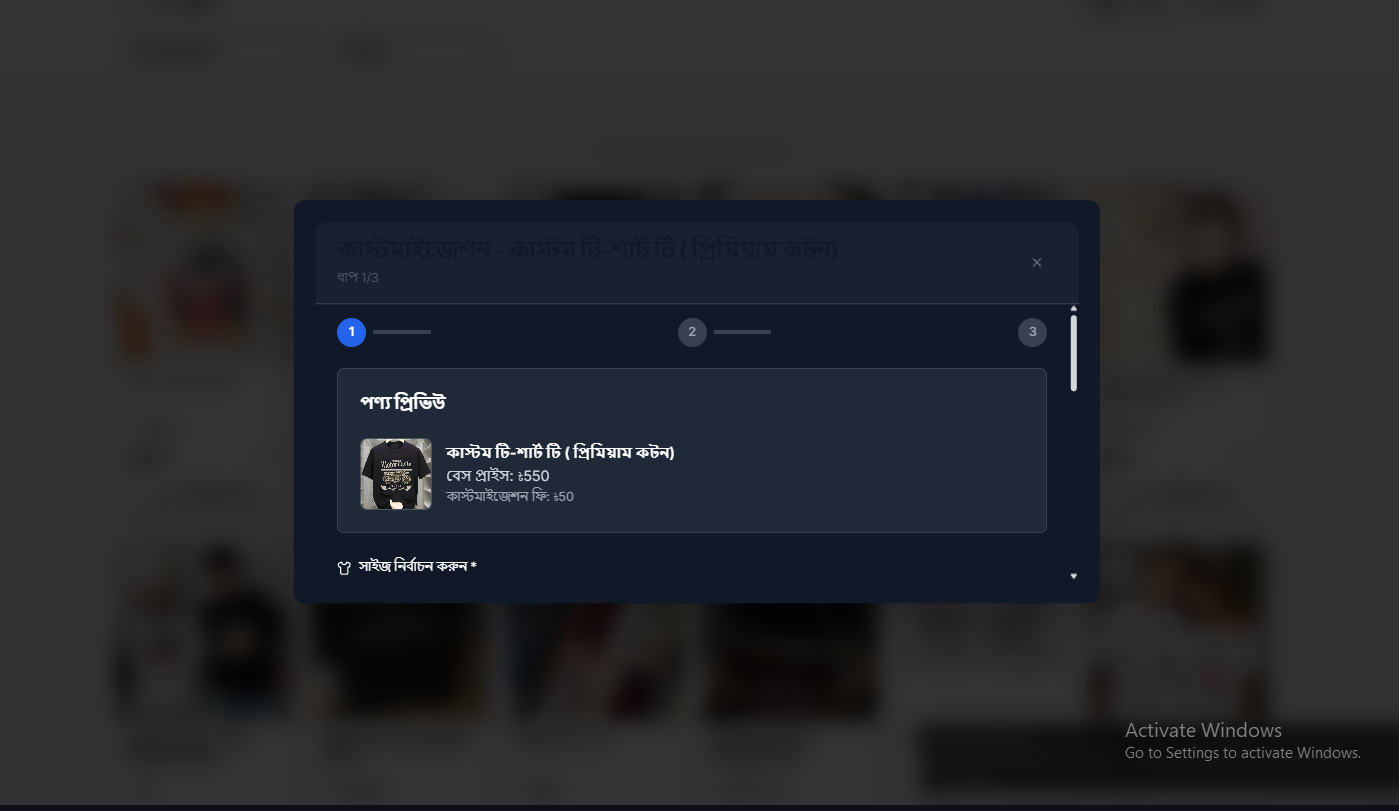 কাস্টমাইজেশন - কাস্টম টি-শার্ট টি ( প্রিমিয়াম কটন)
ধাপ 1/3
×
1
2
3
পণ্য প্রিভিউ
কাস্টম টি-শার্ট টি ( প্রিমিয়াম কটন)
বেস প্রাইস: ৳550
কাস্টমাইজেশন ফি: ৳50
সাইজ নির্বাচন করুন *
Activate Windows
Go to Settings to activate Windows.